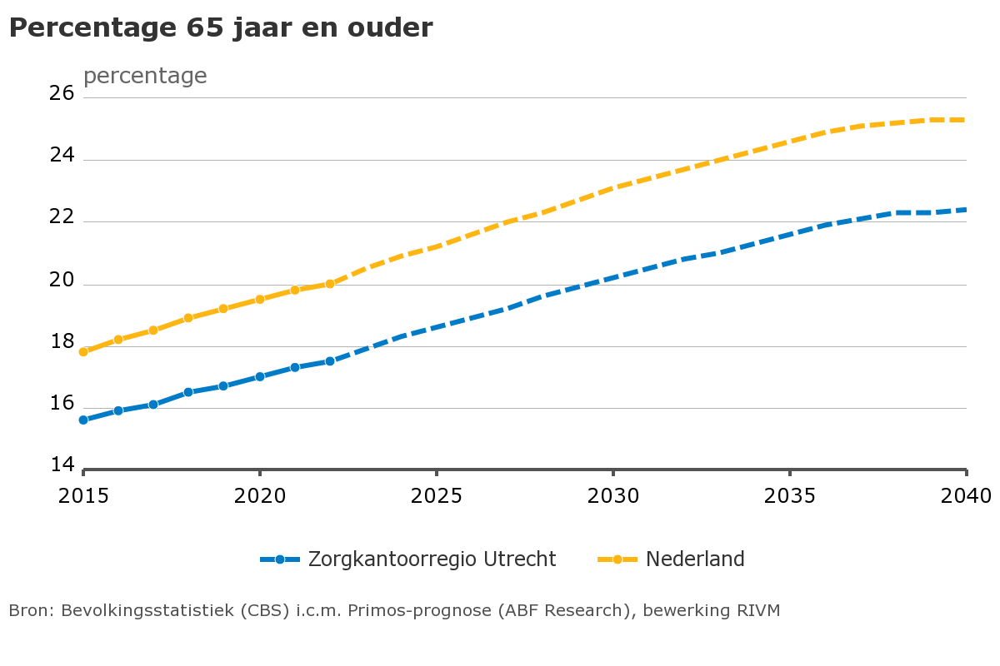 Percentage 65 jaar en ouder
percentage
26
24
22
20
18
16
14
2015 2020 2025 2030 2035 2040
Zorgkantoorregio Utrecht Nederland
Bron: Bevolkingsstatistiek (CBS) i.c.m. Primos-prognose (ABF Research), bewerking RIVM